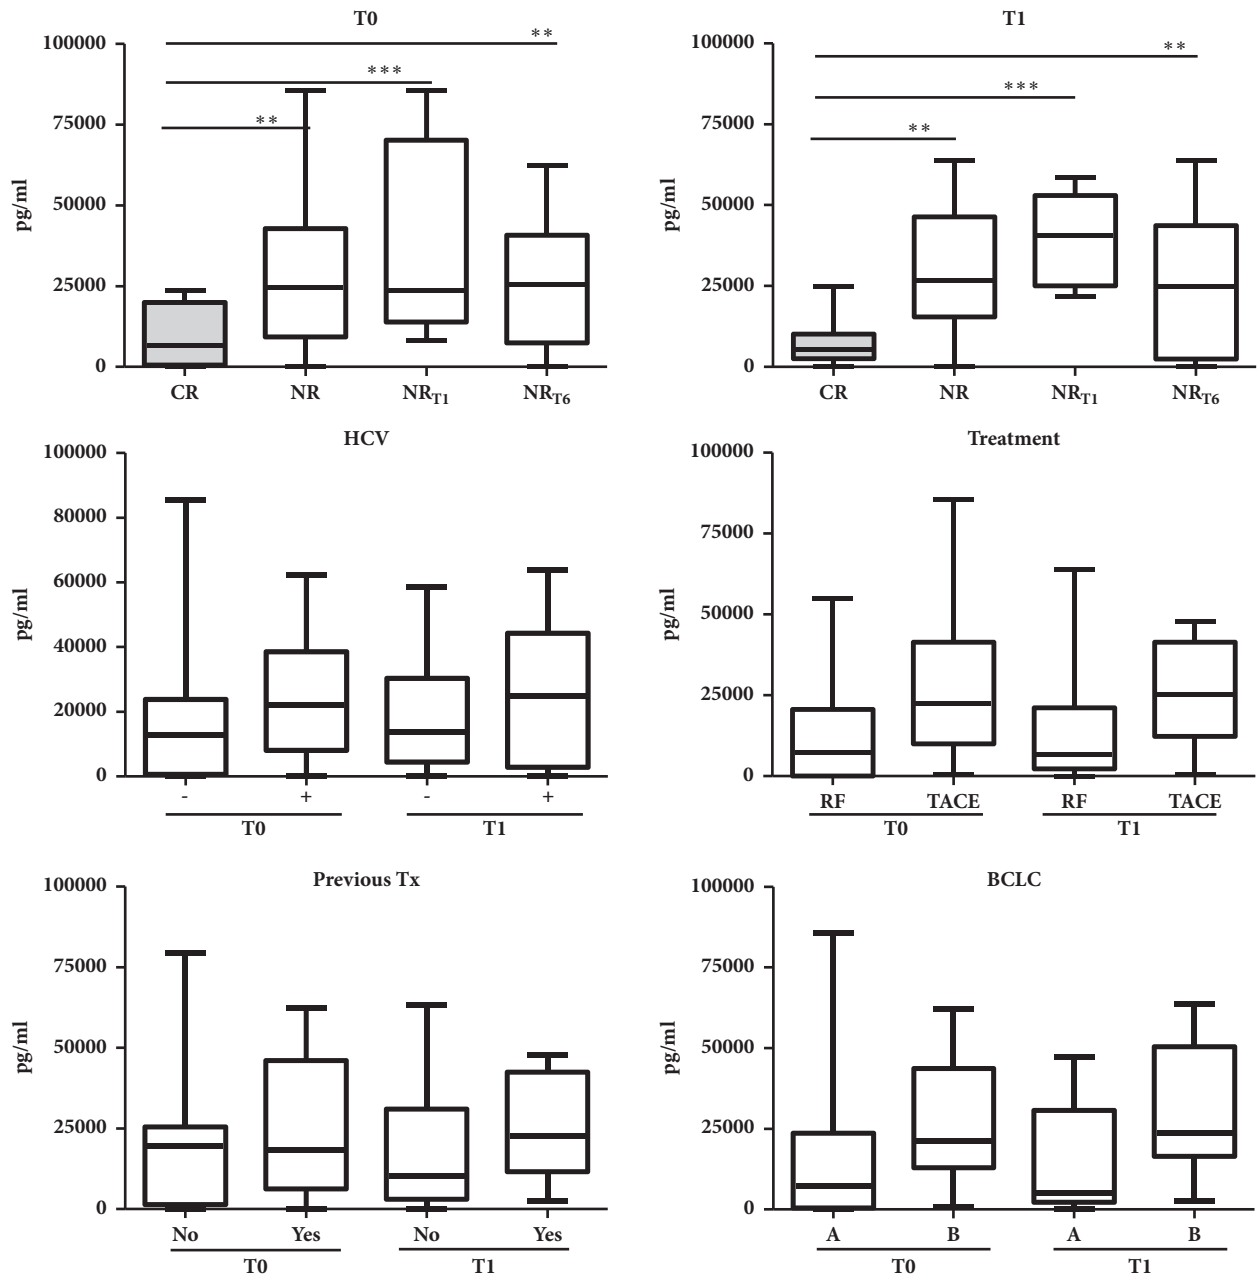 T0
**
***
**
100000
75000
50000
25000
0
pg/ml
CR NR NRT1 NRT6
T1
**
***
**
100000
75000
50000
25000
0
pg/ml
CR NR NRT1 NRT6
HCV
100000
80000
60000
40000
20000
0
pg/ml
- + - +
T0 T1
Treatment
100000
75000
50000
25000
0
pg/ml
RF TACE RF TACE
T0 T1
Previous Tx
100000
75000
50000
25000
0
pg/ml
No Yes No Yes
T0 T1
BCLC
100000
75000
50000
25000
0
pg/ml
A B A B
T0 T1